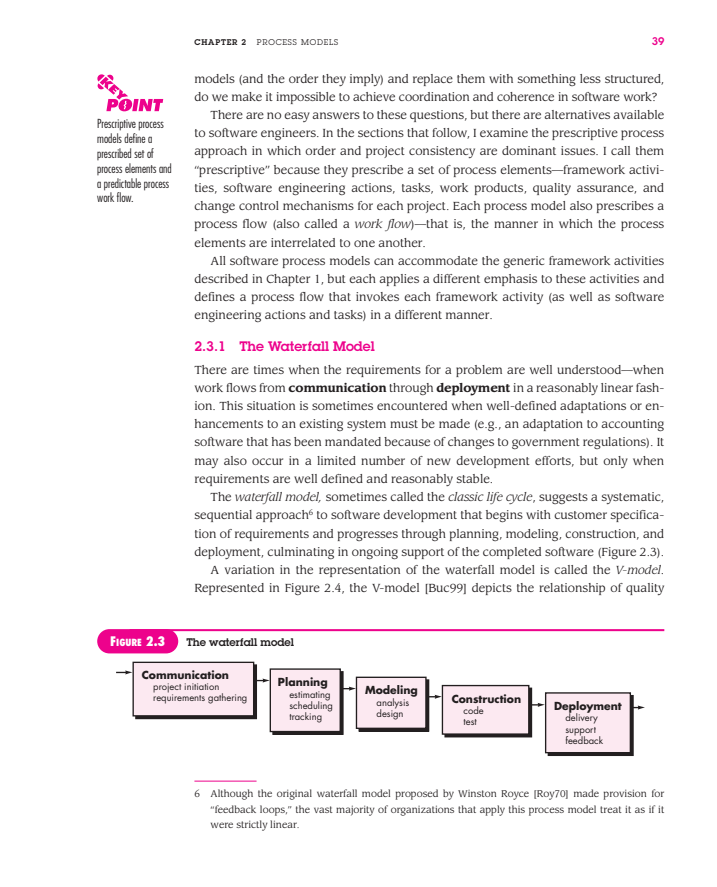 CHAPTER 2 PROCESS MODELS 39
KEY
POINT
Prescriptive process
models define a
prescribed set of
process elements and
a predictable process
work flow.
models (and the order they imply) and replace them with something less structured,
do we make it impossible to achieve coordination and coherence in software work?
There are no easy answers to these questions, but there are alternatives available
to software engineers. In the sections that follow, I examine the prescriptive process
approach in which order and project consistency are dominant issues. I call them
“prescriptive” because they prescribe a set of process elements—framework activi-
ties, software engineering actions, tasks, work products, quality assurance, and
change control mechanisms for each project. Each process model also prescribes a
process flow (also called a work flow)—that is, the manner in which the process
elements are interrelated to one another.
All software process models can accommodate the generic framework activities
described in Chapter 1, but each applies a different emphasis to these activities and
defines a process flow that invokes each framework activity (as well as software
engineering actions and tasks) in a different manner.
2.3.1 The Waterfall Model
There are times when the requirements for a problem are well understood—when
work flows from communication through deployment in a reasonably linear fash-
ion. This situation is sometimes encountered when well-defined adaptations or en-
hancements to an existing system must be made (e.g., an adaptation to accounting
software that has been mandated because of changes to government regulations). It
may also occur in a limited number of new development efforts, but only when
requirements are well defined and reasonably stable.
The waterfall model, sometimes called the classic life cycle, suggests a systematic,
sequential approach⁶ to software development that begins with customer specifica-
tion of requirements and progresses through planning, modeling, construction, and
deployment, culminating in ongoing support of the completed software (Figure 2.3).
A variation in the representation of the waterfall model is called the V-model.
Represented in Figure 2.4, the V-model [Buc99] depicts the relationship of quality
FIGURE 2.3 The waterfall model
Communication
project initiation
requirements gathering
Planning
estimating
scheduling
tracking
Modeling
analysis
design
Construction
code
test
Deployment
delivery
support
feedback
6 Although the original waterfall model proposed by Winston Royce [Roy70] made provision for
“feedback loops,” the vast majority of organizations that apply this process model treat it as if it
were strictly linear.